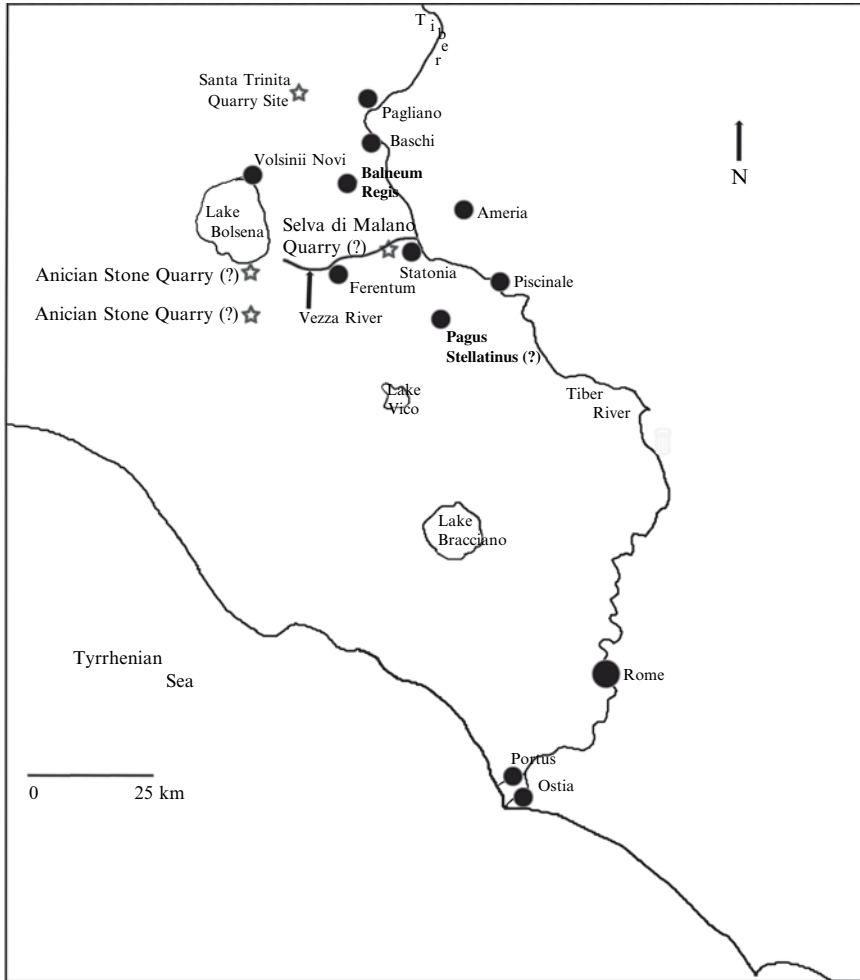 Tiber
Santa Trinita
Quarry Site
Pagliano
Baschi
N
Volsinii Novi
Balneum
Regis
Lake
Bolsena
Ameria
Selva di Malano
Quarry (?)
Statonia
Anician Stone Quarry (?)
Ferentum
Piscinale
Anician Stone Quarry (?)
Vezza River
Pagus
Stellatinus (?)
Lake
Vico
Tiber
River
Lake
Bracciano
Tyrrhenian
Sea
Rome
Portus
Ostia
0 25 km